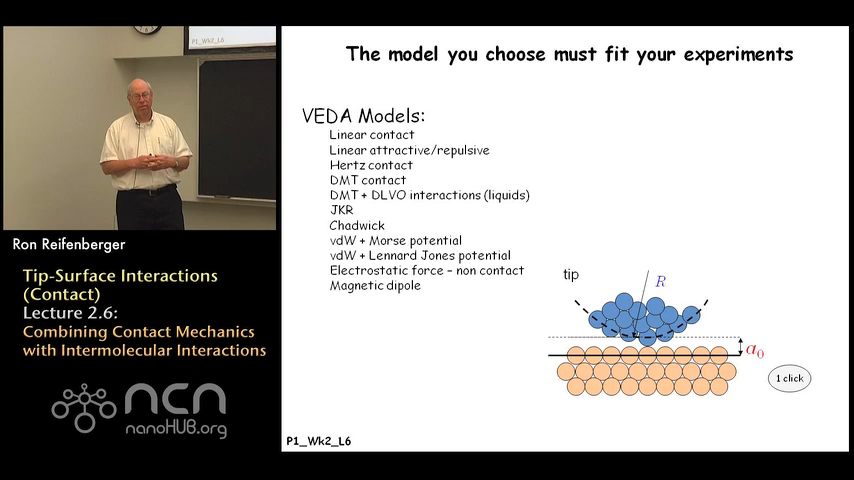 P1_Wk2_L6
Ron Reifenberger
Tip-Surface Interactions
(Contact)
Lecture 2.6:
Combining Contact Mechanics
with Intermolecular Interactions
ncn
nanoHUB.org
The model you choose must fit your experiments
VEDA Models:
Linear contact
Linear attractive/repulsive
Hertz contact
DMT contact
DMT + DLVO interactions (liquids)
JKR
Chadwick
vdW + Morse potential
vdW + Lennard Jones potential
Electrostatic force – non contact
Magnetic dipole
tip
R
a₀
1 click
P1_Wk2_L6